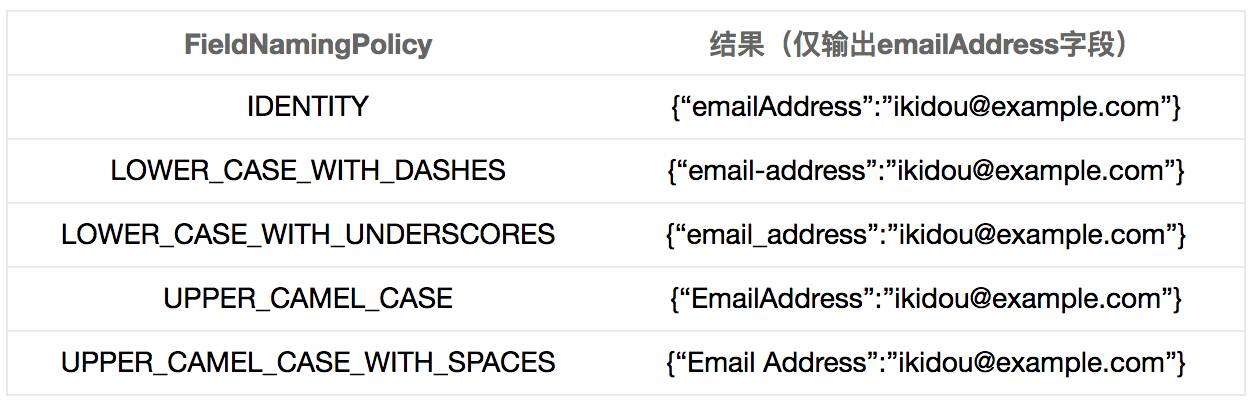 FieldNamingPolicy 结果（仅输出emailAddress字段）
IDENTITY {“emailAddress”:”ikidou@example.com”}
LOWER_CASE_WITH_DASHES {“email-address”:”ikidou@example.com”}
LOWER_CASE_WITH_UNDERSCORES {“email_address”:”ikidou@example.com”}
UPPER_CAMEL_CASE {“EmailAddress”:”ikidou@example.com”}
UPPER_CAMEL_CASE_WITH_SPACES {“Email Address”:”ikidou@example.com”}